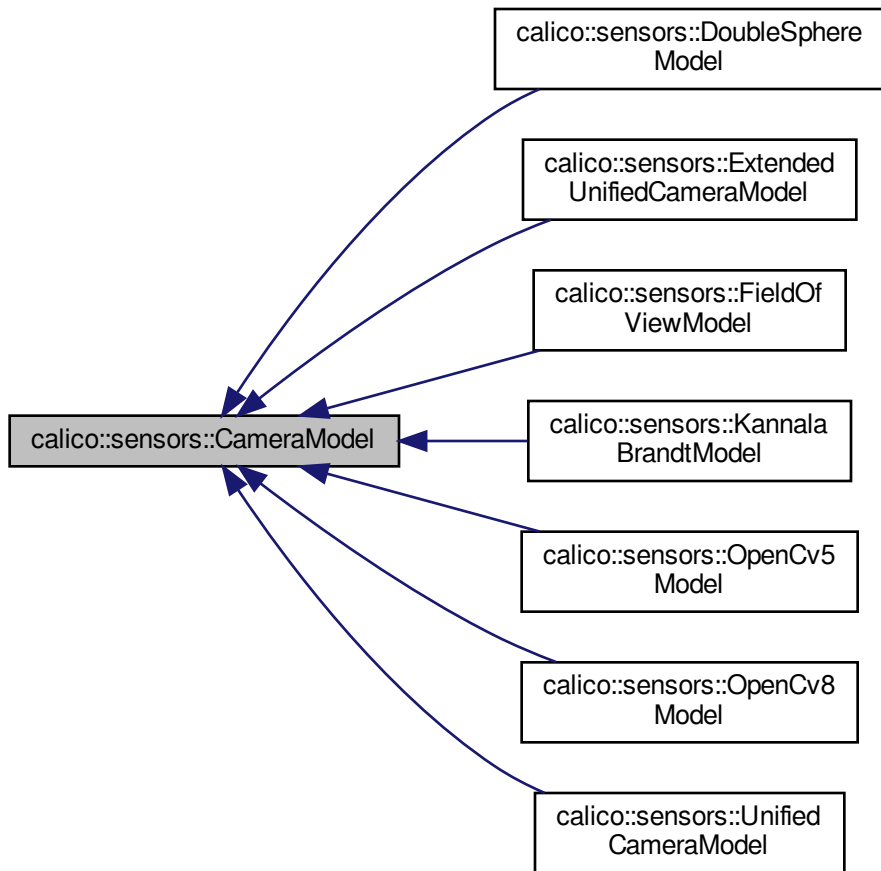 calico::sensors::DoubleSphere
Model
calico::sensors::Extended
UnifiedCameraModel
calico::sensors::FieldOf
ViewModel
calico::sensors::CameraModel
calico::sensors::Kannala
BrandtModel
calico::sensors::OpenCv5
Model
calico::sensors::OpenCv8
Model
calico::sensors::Unified
CameraModel